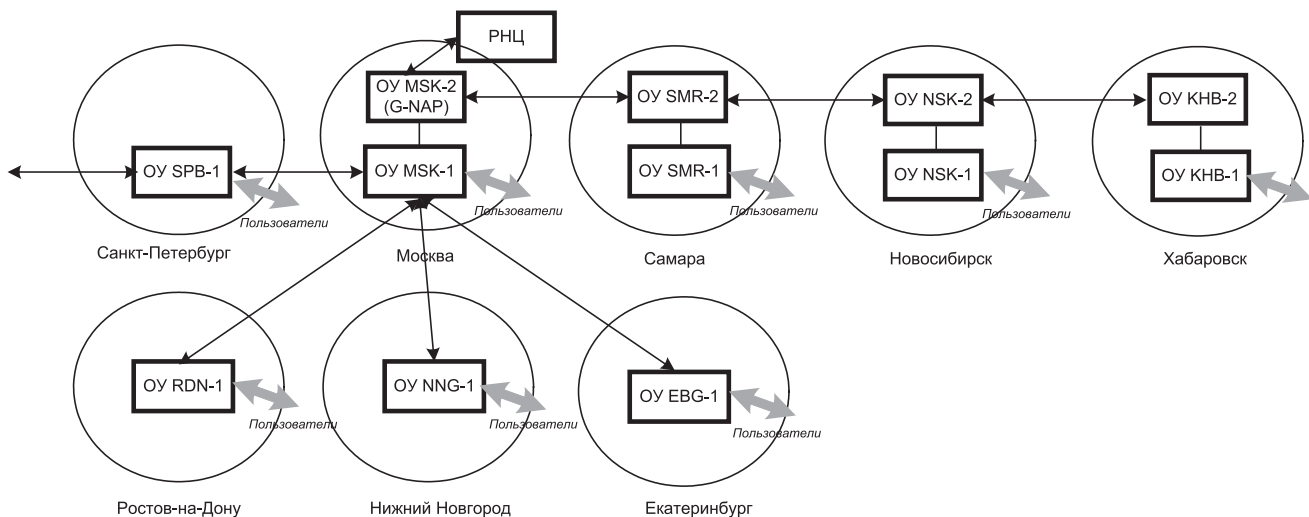 РНЦ
ОУ MSK-2
(G-NAP)
ОУ SMR-2
ОУ NSK-2
ОУ KHB-2
ОУ SPB-1
ОУ MSK-1
ОУ SMR-1
ОУ NSK-1
ОУ KHB-1
Пользователи
Пользователи
Пользователи
Пользователи
Пользователи
Санкт-Петербург
Москва
Самара
Новосибирск
Хабаровск
ОУ RDN-1
ОУ NNG-1
ОУ EBG-1
Пользователи
Пользователи
Пользователи
Ростов-на-Дону
Нижний Новгород
Екатеринбург